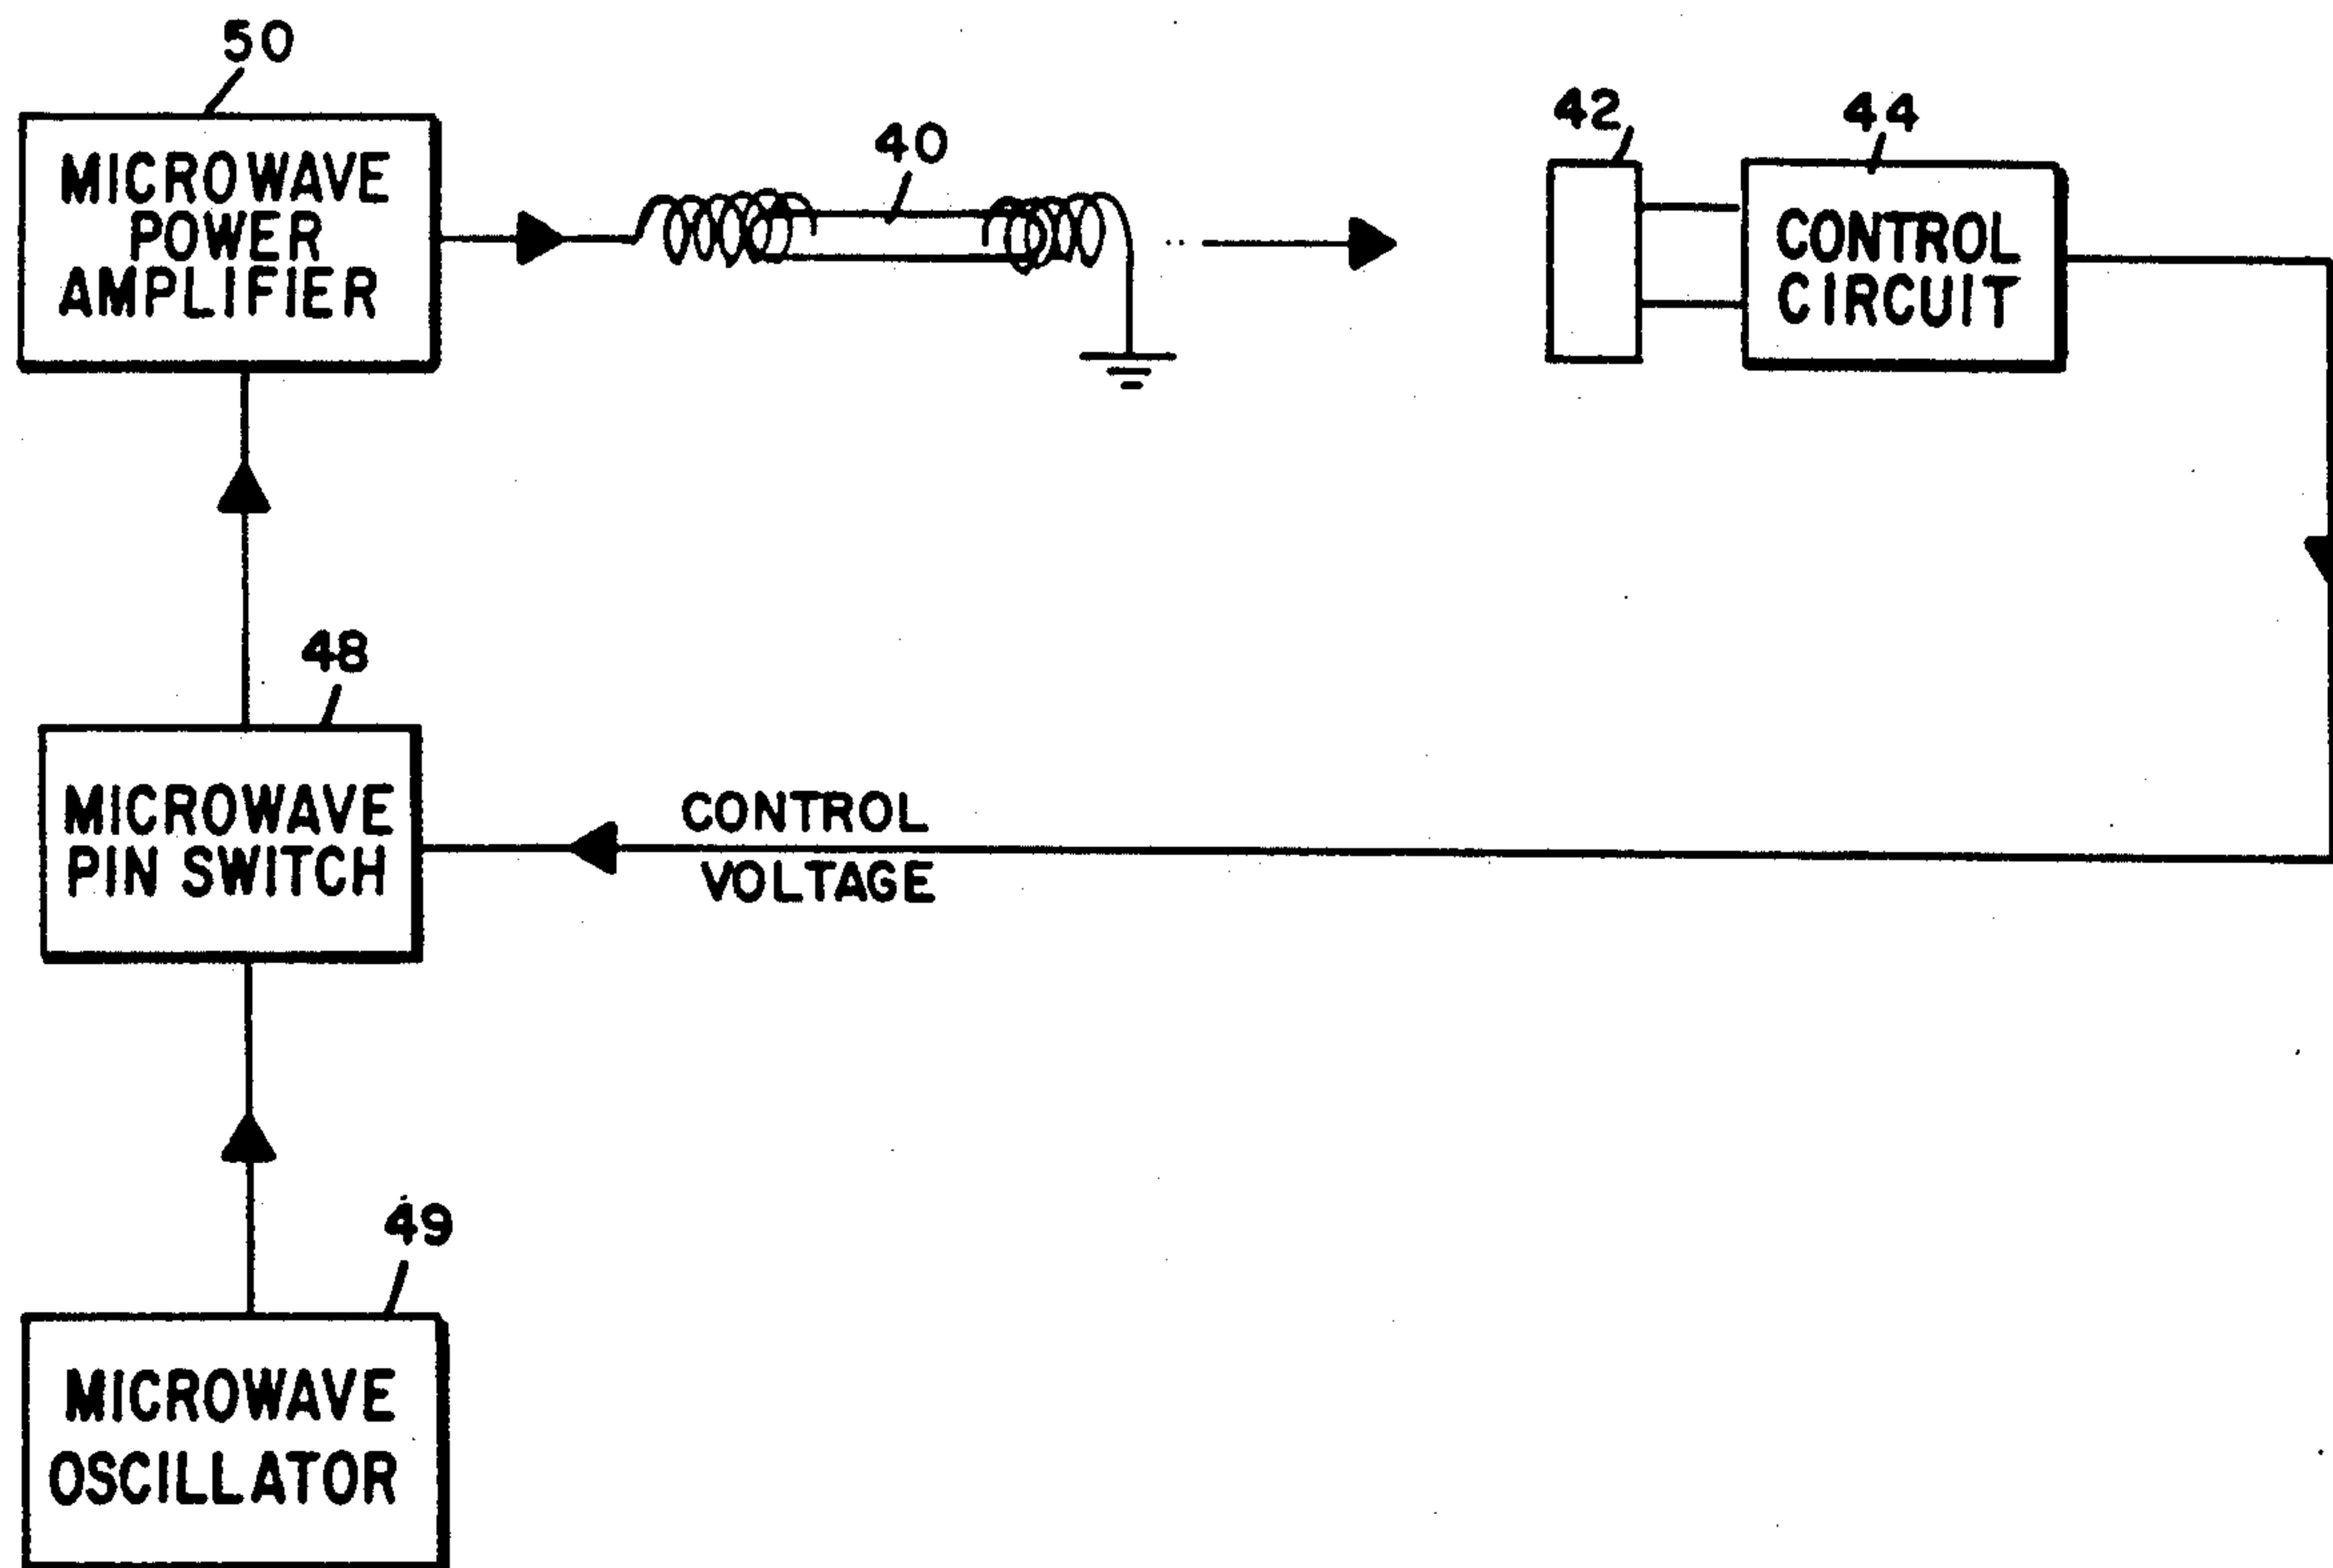 50
MICROWAVE
POWER
AMPLIFIER
40
42
44
CONTROL
CIRCUIT
48
MICROWAVE
PIN SWITCH
CONTROL
VOLTAGE
49
MICROWAVE
OSCILLATOR